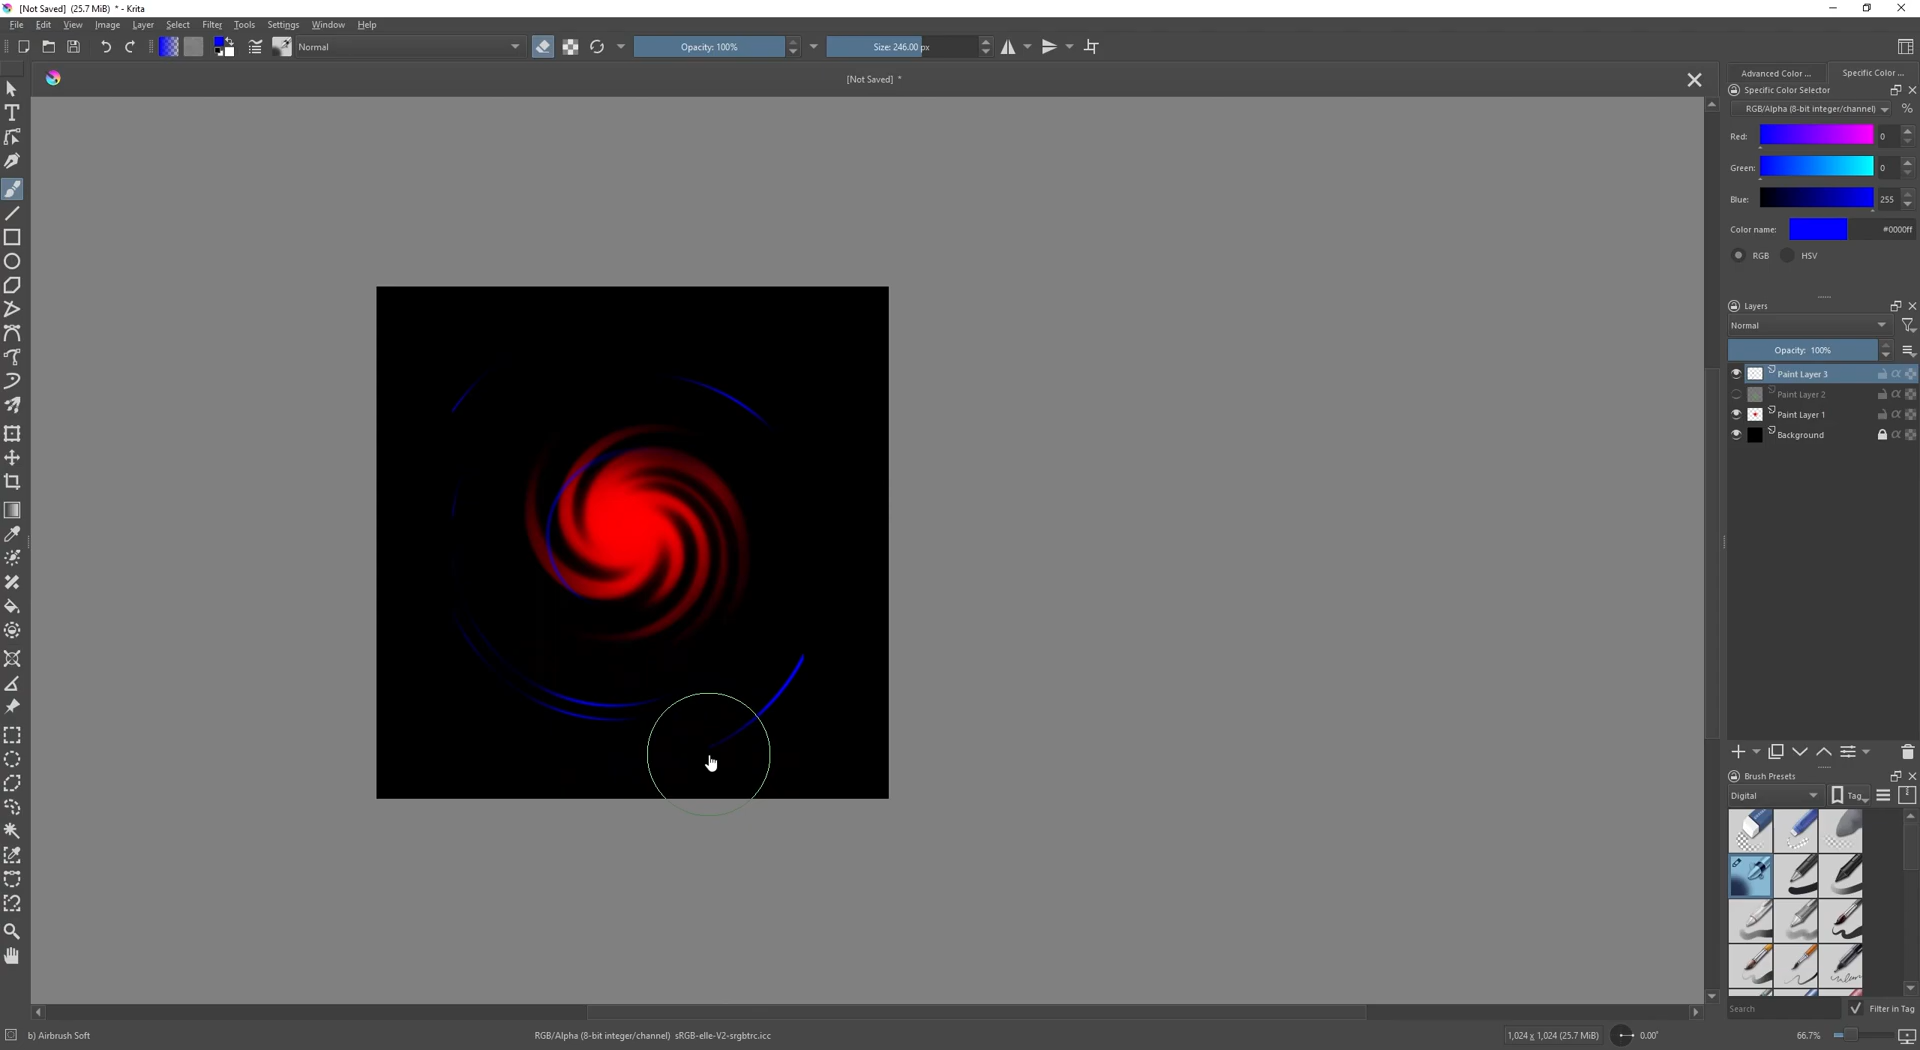 [Not Saved] (25.7 MiB) * - Krita
File Edit View Image Layer Select Filter Tools Settings Window Help
Normal Opacity: 100% Size: 246.00 px
[Not Saved] *
Advanced Color ... Specific Color ...
Specific Color Selector
RGB/Alpha (8-bit integer/channel) %
Red: 0
Green: 0
Blue: 255
Color name: #0000ff
RGB HSV
Layers
Normal
Opacity: 100%
Paint Layer 3
Paint Layer 2
Paint Layer 1
Background
Brush Presets
Digital Tag
Search Filter in Tag
b) Airbrush Soft RGB/Alpha (8-bit integer/channel) sRGB-elle-V2-srgbtrc.icc 1,024 x 1,024 (25.7 MiB) 0.00° 66.7%